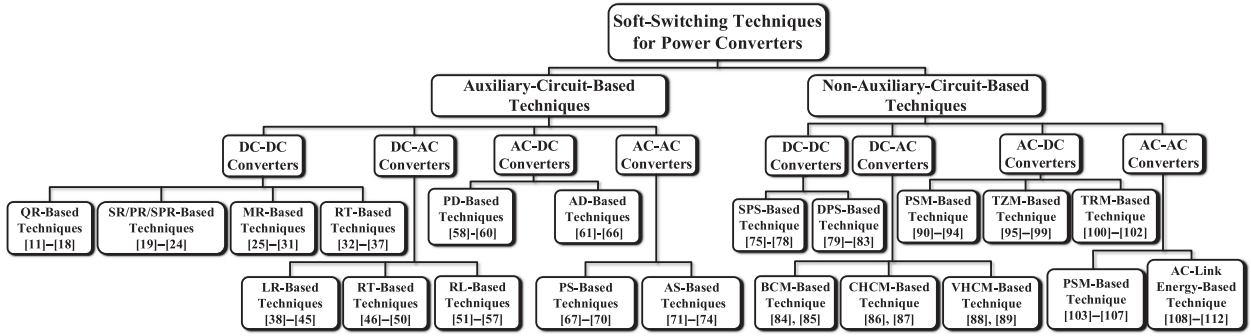 Soft-Switching Techniques
for Power Converters
Auxiliary-Circuit-Based
Techniques
Non-Auxiliary-Circuit-Based
Techniques
DC-DC
Converters
DC-AC
Converters
AC-DC
Converters
AC-AC
Converters
DC-DC
Converters
DC-AC
Converters
AC-DC
Converters
AC-AC
Converters
QR-Based
Techniques
[11]–[18]
SR/PR/SPR-Based
Techniques
[19]–[24]
MR-Based
Techniques
[25]–[31]
RT-Based
Techniques
[32]–[37]
PD-Based
Techniques
[58]-[60]
AD-Based
Techniques
[61]-[66]
SPS-Based
Technique
[75]-[78]
DPS-Based
Technique
[79]–[83]
PSM-Based
Technique
[90]–[94]
TZM-Based
Technique
[95]–[99]
TRM-Based
Technique
[100]–[102]
LR-Based
Techniques
[38]–[45]
RT-Based
Techniques
[46]–[50]
RL-Based
Techniques
[51]–[57]
PS-Based
Techniques
[67]–[70]
AS-Based
Techniques
[71]–[74]
BCM-Based
Technique
[84], [85]
CHCM-Based
Technique
[86], [87]
VHCM-Based
Technique
[88], [89]
PSM-Based
Technique
[103]–[107]
AC-Link
Energy-Based
Technique
[108]–[112]